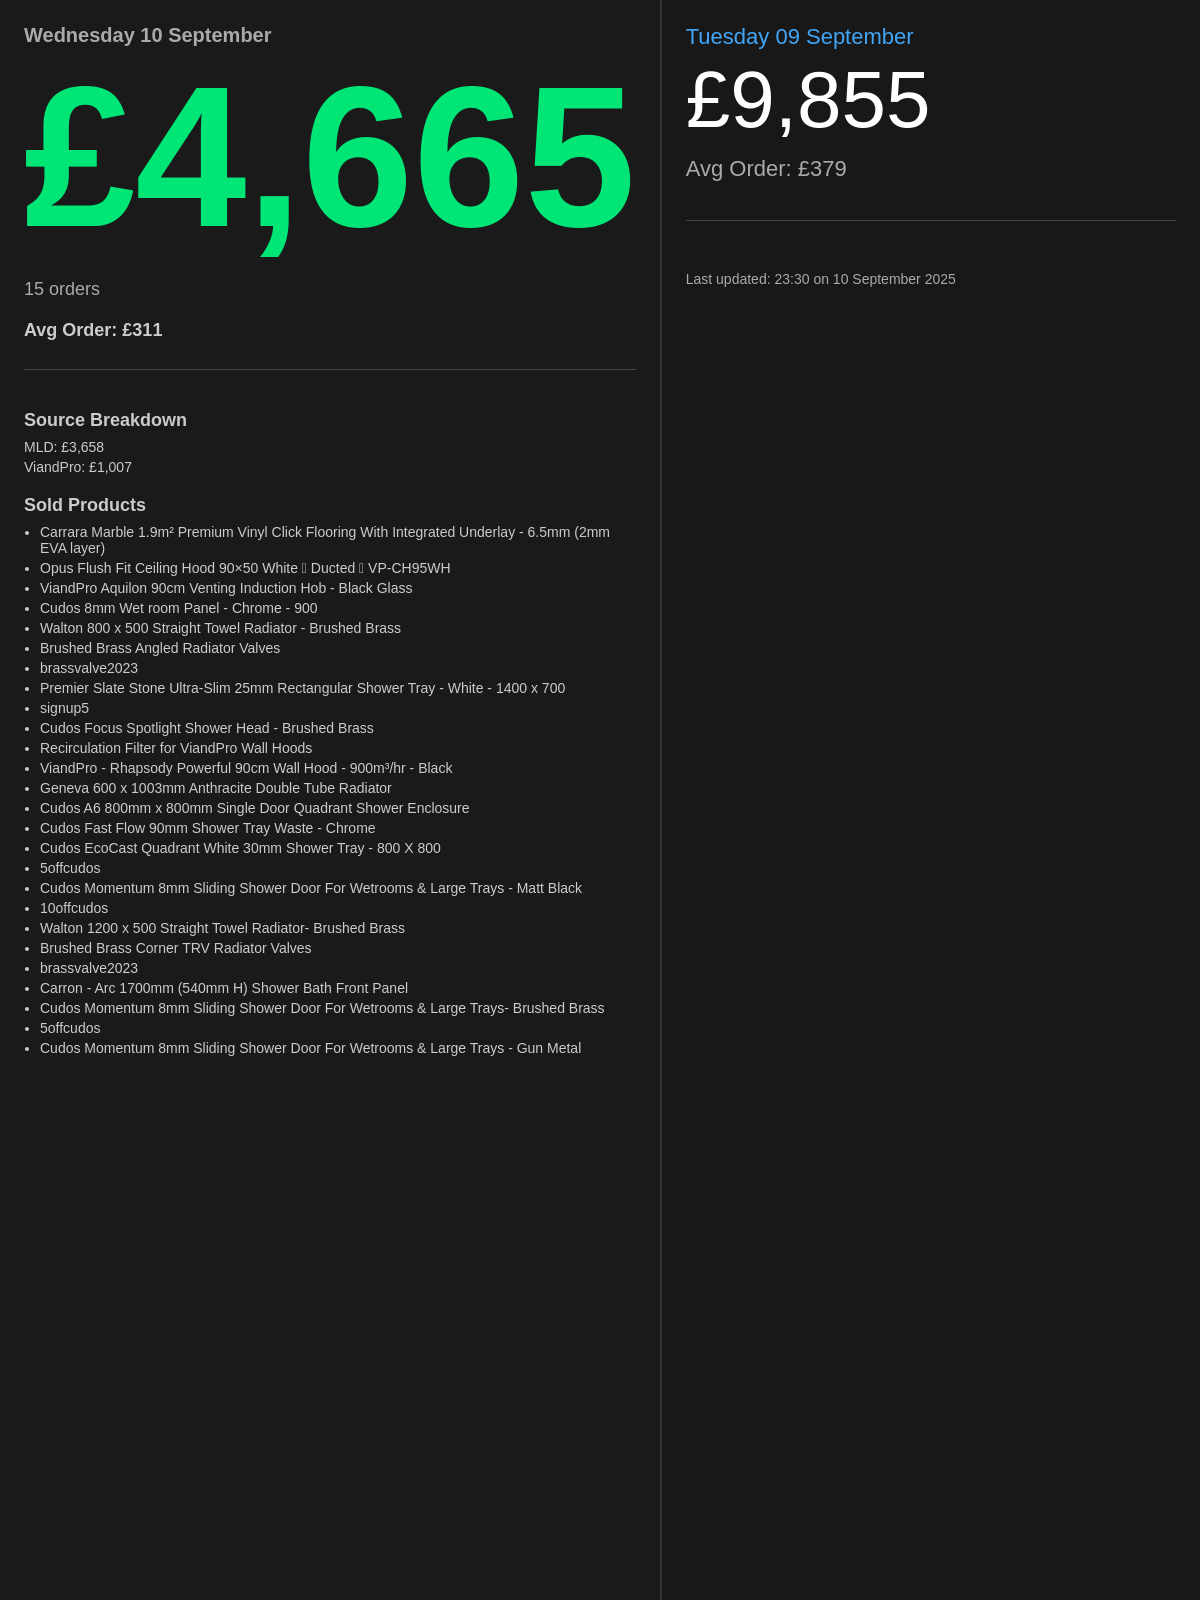 Wednesday 10 September
£4,665
15 orders
Avg Order: £311
Source Breakdown
MLD: £3,658
ViandPro: £1,007
Sold Products
• Carrara Marble 1.9m² Premium Vinyl Click Flooring With Integrated Underlay - 6.5mm (2mm
EVA layer)
• Opus Flush Fit Ceiling Hood 90×50 White  Ducted  VP-CH95WH
• ViandPro Aquilon 90cm Venting Induction Hob - Black Glass
• Cudos 8mm Wet room Panel - Chrome - 900
• Walton 800 x 500 Straight Towel Radiator - Brushed Brass
• Brushed Brass Angled Radiator Valves
• brassvalve2023
• Premier Slate Stone Ultra-Slim 25mm Rectangular Shower Tray - White - 1400 x 700
• signup5
• Cudos Focus Spotlight Shower Head - Brushed Brass
• Recirculation Filter for ViandPro Wall Hoods
• ViandPro - Rhapsody Powerful 90cm Wall Hood - 900m³/hr - Black
• Geneva 600 x 1003mm Anthracite Double Tube Radiator
• Cudos A6 800mm x 800mm Single Door Quadrant Shower Enclosure
• Cudos Fast Flow 90mm Shower Tray Waste - Chrome
• Cudos EcoCast Quadrant White 30mm Shower Tray - 800 X 800
• 5offcudos
• Cudos Momentum 8mm Sliding Shower Door For Wetrooms & Large Trays - Matt Black
• 10offcudos
• Walton 1200 x 500 Straight Towel Radiator- Brushed Brass
• Brushed Brass Corner TRV Radiator Valves
• brassvalve2023
• Carron - Arc 1700mm (540mm H) Shower Bath Front Panel
• Cudos Momentum 8mm Sliding Shower Door For Wetrooms & Large Trays- Brushed Brass
• 5offcudos
• Cudos Momentum 8mm Sliding Shower Door For Wetrooms & Large Trays - Gun Metal
Tuesday 09 September
£9,855
Avg Order: £379
Last updated: 23:30 on 10 September 2025